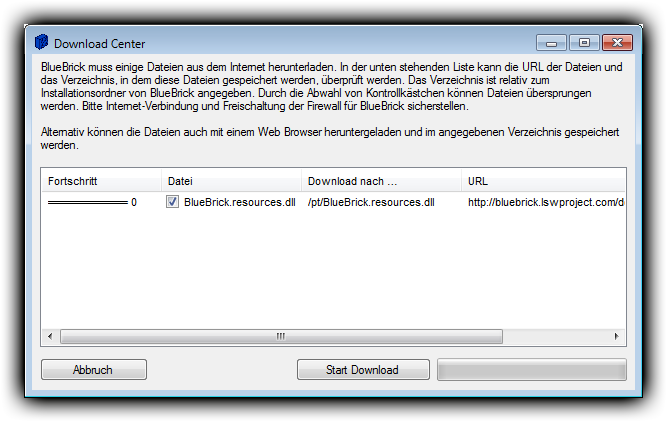 Download Center
BlueBrick muss einige Dateien aus dem Internet herunterladen. In der unten stehenden Liste kann die URL der Dateien und
das Verzeichnis, in dem diese Dateien gespeichert werden, überprüft werden. Das Verzeichnis ist relativ zum
Installationsordner von BlueBrick angegeben. Durch die Abwahl von Kontrollkästchen können Dateien übersprungen
werden. Bitte Internet-Verbindung und Freischaltung der Firewall für BlueBrick sicherstellen.
Alternativ können die Dateien auch mit einem Web Browser heruntergeladen und im angegebenen Verzeichnis gespeichert
werden.
Fortschritt Datei Download nach ... URL
0 BlueBrick.resources.dll /pt/BlueBrick.resources.dll http://bluebrick.lswproject.com/d
Abbruch Start Download